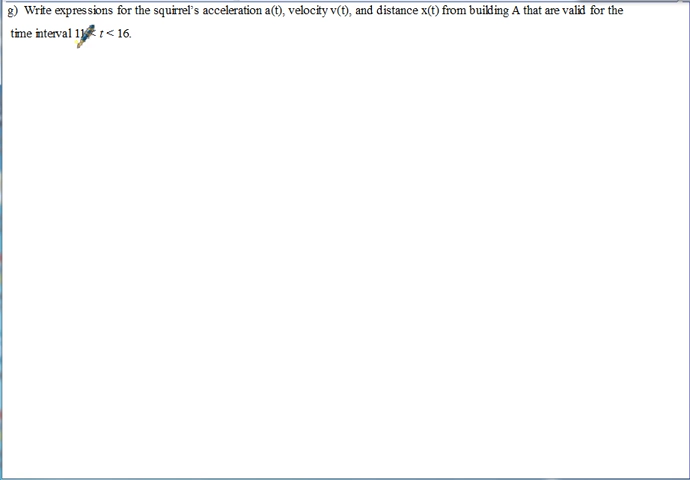 g) Write expressions for the squirrel's acceleration a(t), velocity v(t), and distance x(t) from building A that are valid for the
time interval 11 < t < 16.